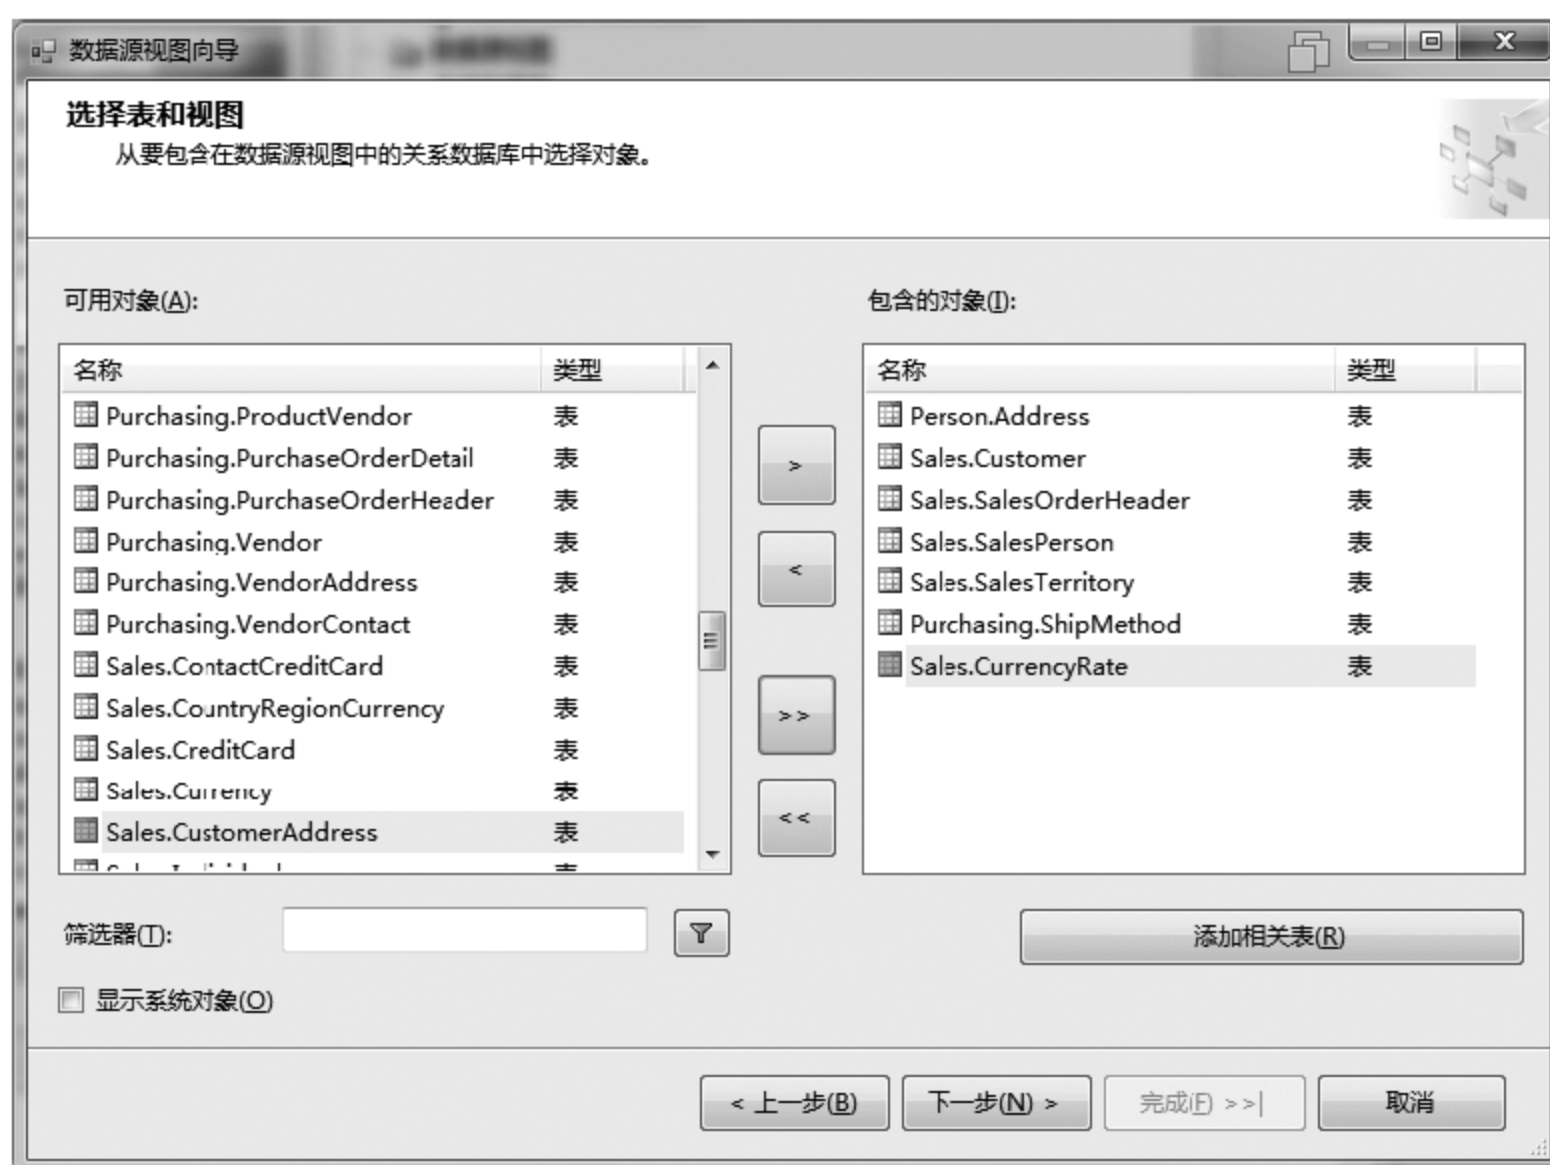 数据源视图向导
选择表和视图
从要包含在数据源视图中的关系数据库中选择对象。
可用对象(A):
名称 类型
Purchasing.ProductVendor 表
Purchasing.PurchaseOrderDetail 表
Purchasing.PurchaseOrderHeader 表
Purchasing.Vendor 表
Purchasing.VendorAddress 表
Purchasing.VendorContact 表
Sales.ContactCreditCard 表
Sales.CountryRegionCurrency 表
Sales.CreditCard 表
Sales.Currency 表
Sales.CustomerAddress 表
筛选器(T):
显示系统对象(O)
>
<
>>
<<
包含的对象(I):
名称 类型
Person.Address 表
Sales.Customer 表
Sales.SalesOrderHeader 表
Sales.SalesPerson 表
Sales.SalesTerritory 表
Purchasing.ShipMethod 表
Sales.CurrencyRate 表
添加相关表(R)
< 上一步(B) 下一步(N) > 完成(F) >>| 取消